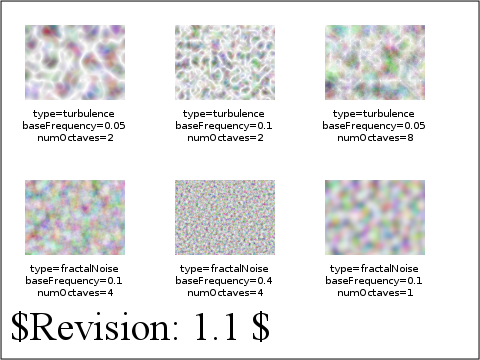 type=turbulence
baseFrequency=0.05
numOctaves=2
type=turbulence
baseFrequency=0.1
numOctaves=2
type=turbulence
baseFrequency=0.05
numOctaves=8
type=fractalNoise
baseFrequency=0.1
numOctaves=4
type=fractalNoise
baseFrequency=0.4
numOctaves=4
type=fractalNoise
baseFrequency=0.1
numOctaves=1
$Revision: 1.1 $